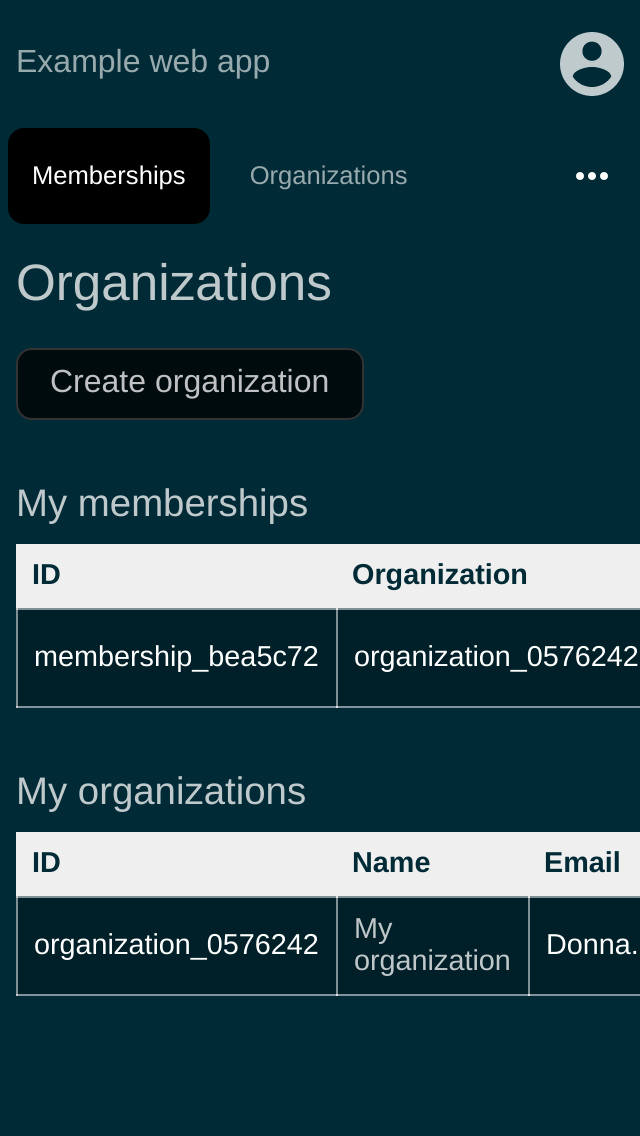 Example web app
Memberships Organizations •••
Organizations
Create organization
My memberships
ID Organization
membership_bea5c72 organization_0576242
My organizations
ID Name Email
organization_0576242 My organization Donna.